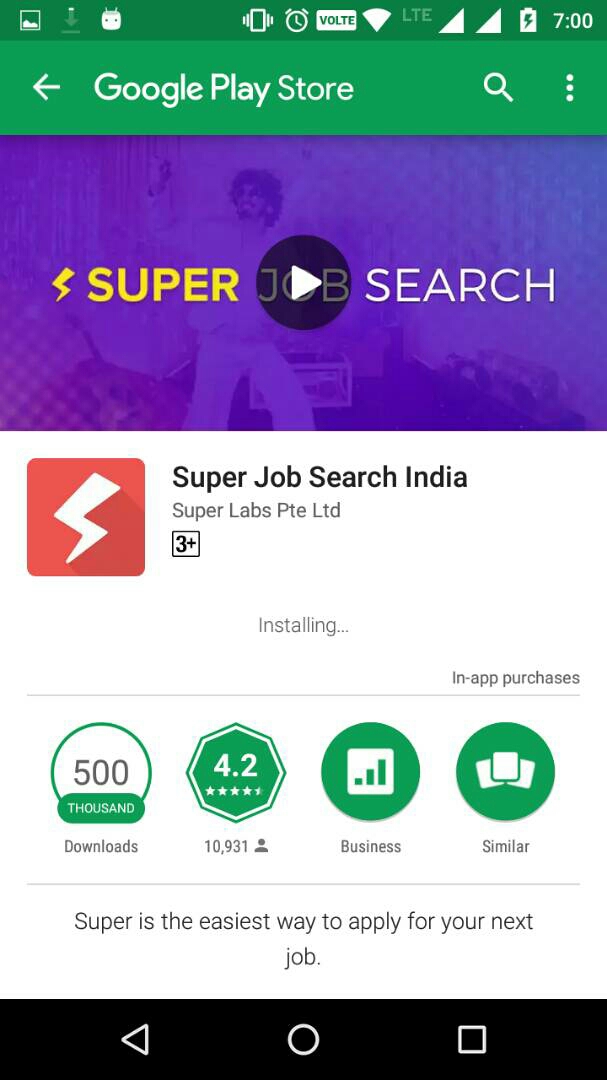 VOLTE LTE 7:00
Google Play Store
SUPER JOB SEARCH
Super Job Search India
Super Labs Pte Ltd
3+
Installing...
In-app purchases
500
THOUSAND
4.2
Downloads
10,931
Business
Similar
Super is the easiest way to apply for your next
job.